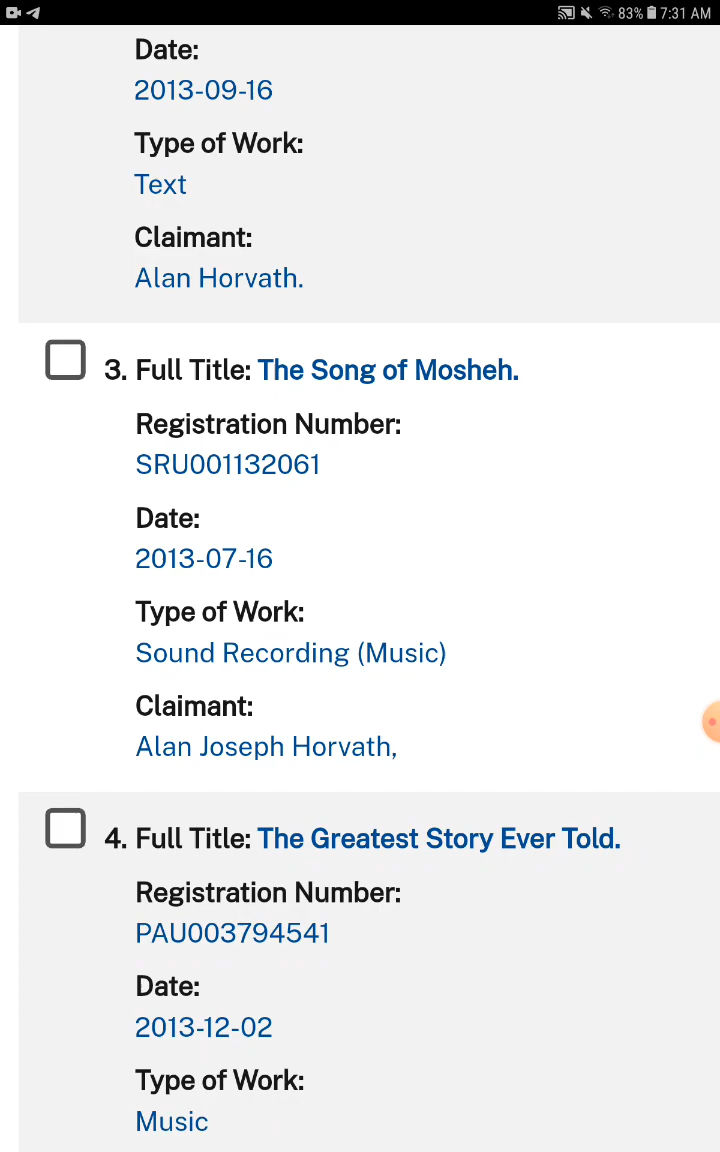 83% 7:31 AM
Date:
2013-09-16
Type of Work:
Text
Claimant:
Alan Horvath.
3. Full Title: The Song of Mosheh.
Registration Number:
SRU001132061
Date:
2013-07-16
Type of Work:
Sound Recording (Music)
Claimant:
Alan Joseph Horvath,
4. Full Title: The Greatest Story Ever Told.
Registration Number:
PAU003794541
Date:
2013-12-02
Type of Work:
Music